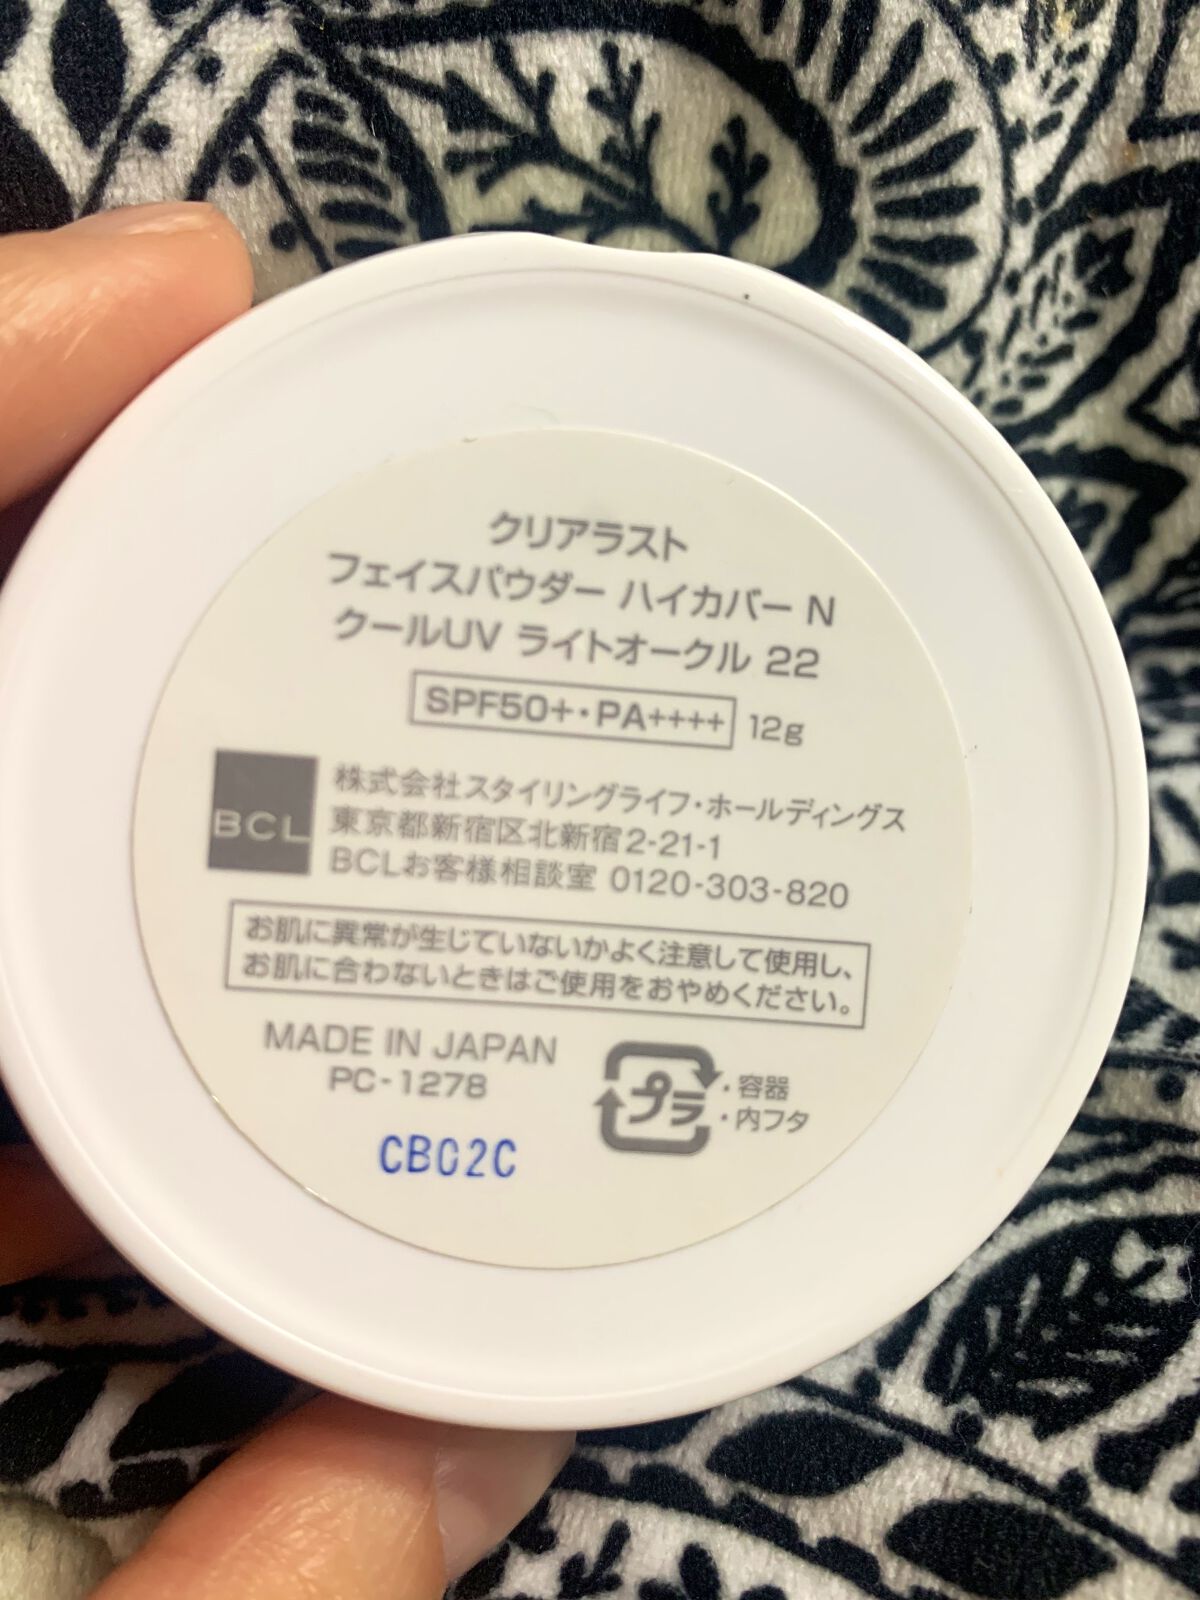 クリアラスト
フェイスパウダー ハイカバー N
クールUV ライトオークル 22
SPF50+・PA++++ 12g
BCL
株式会社スタイリングライフ・ホールディングス
東京都新宿区北新宿2-21-1
BCLお客様相談室 0120-303-820
お肌に異常が生じていないかよく注意して使用し、
お肌に合わないときはご使用をおやめください。
MADE IN JAPAN
PC-1278
プラ
・容器
・内フタ
CB02C